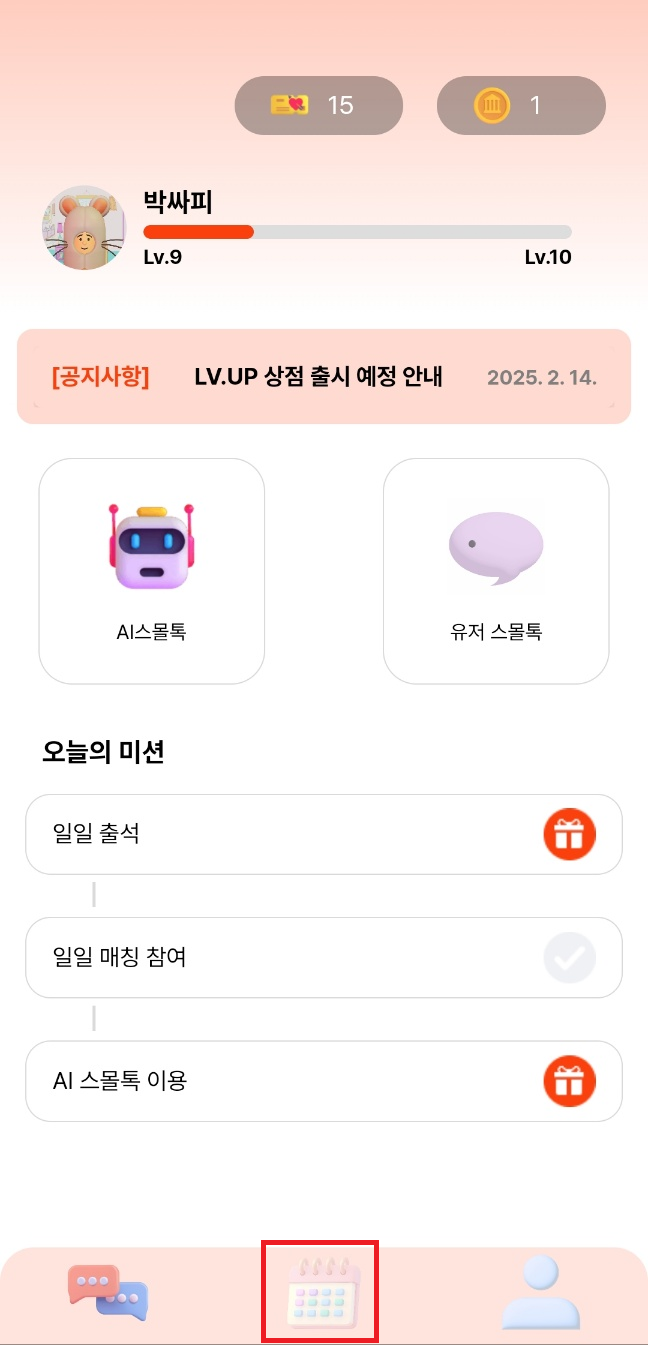 15
1
박싸피
Lv.9
Lv.10
[공지사항] LV.UP 상점 출시 예정 안내 2025. 2. 14.
AI스몰톡
유저 스몰톡
오늘의 미션
일일 출석
일일 매칭 참여
AI 스몰톡 이용